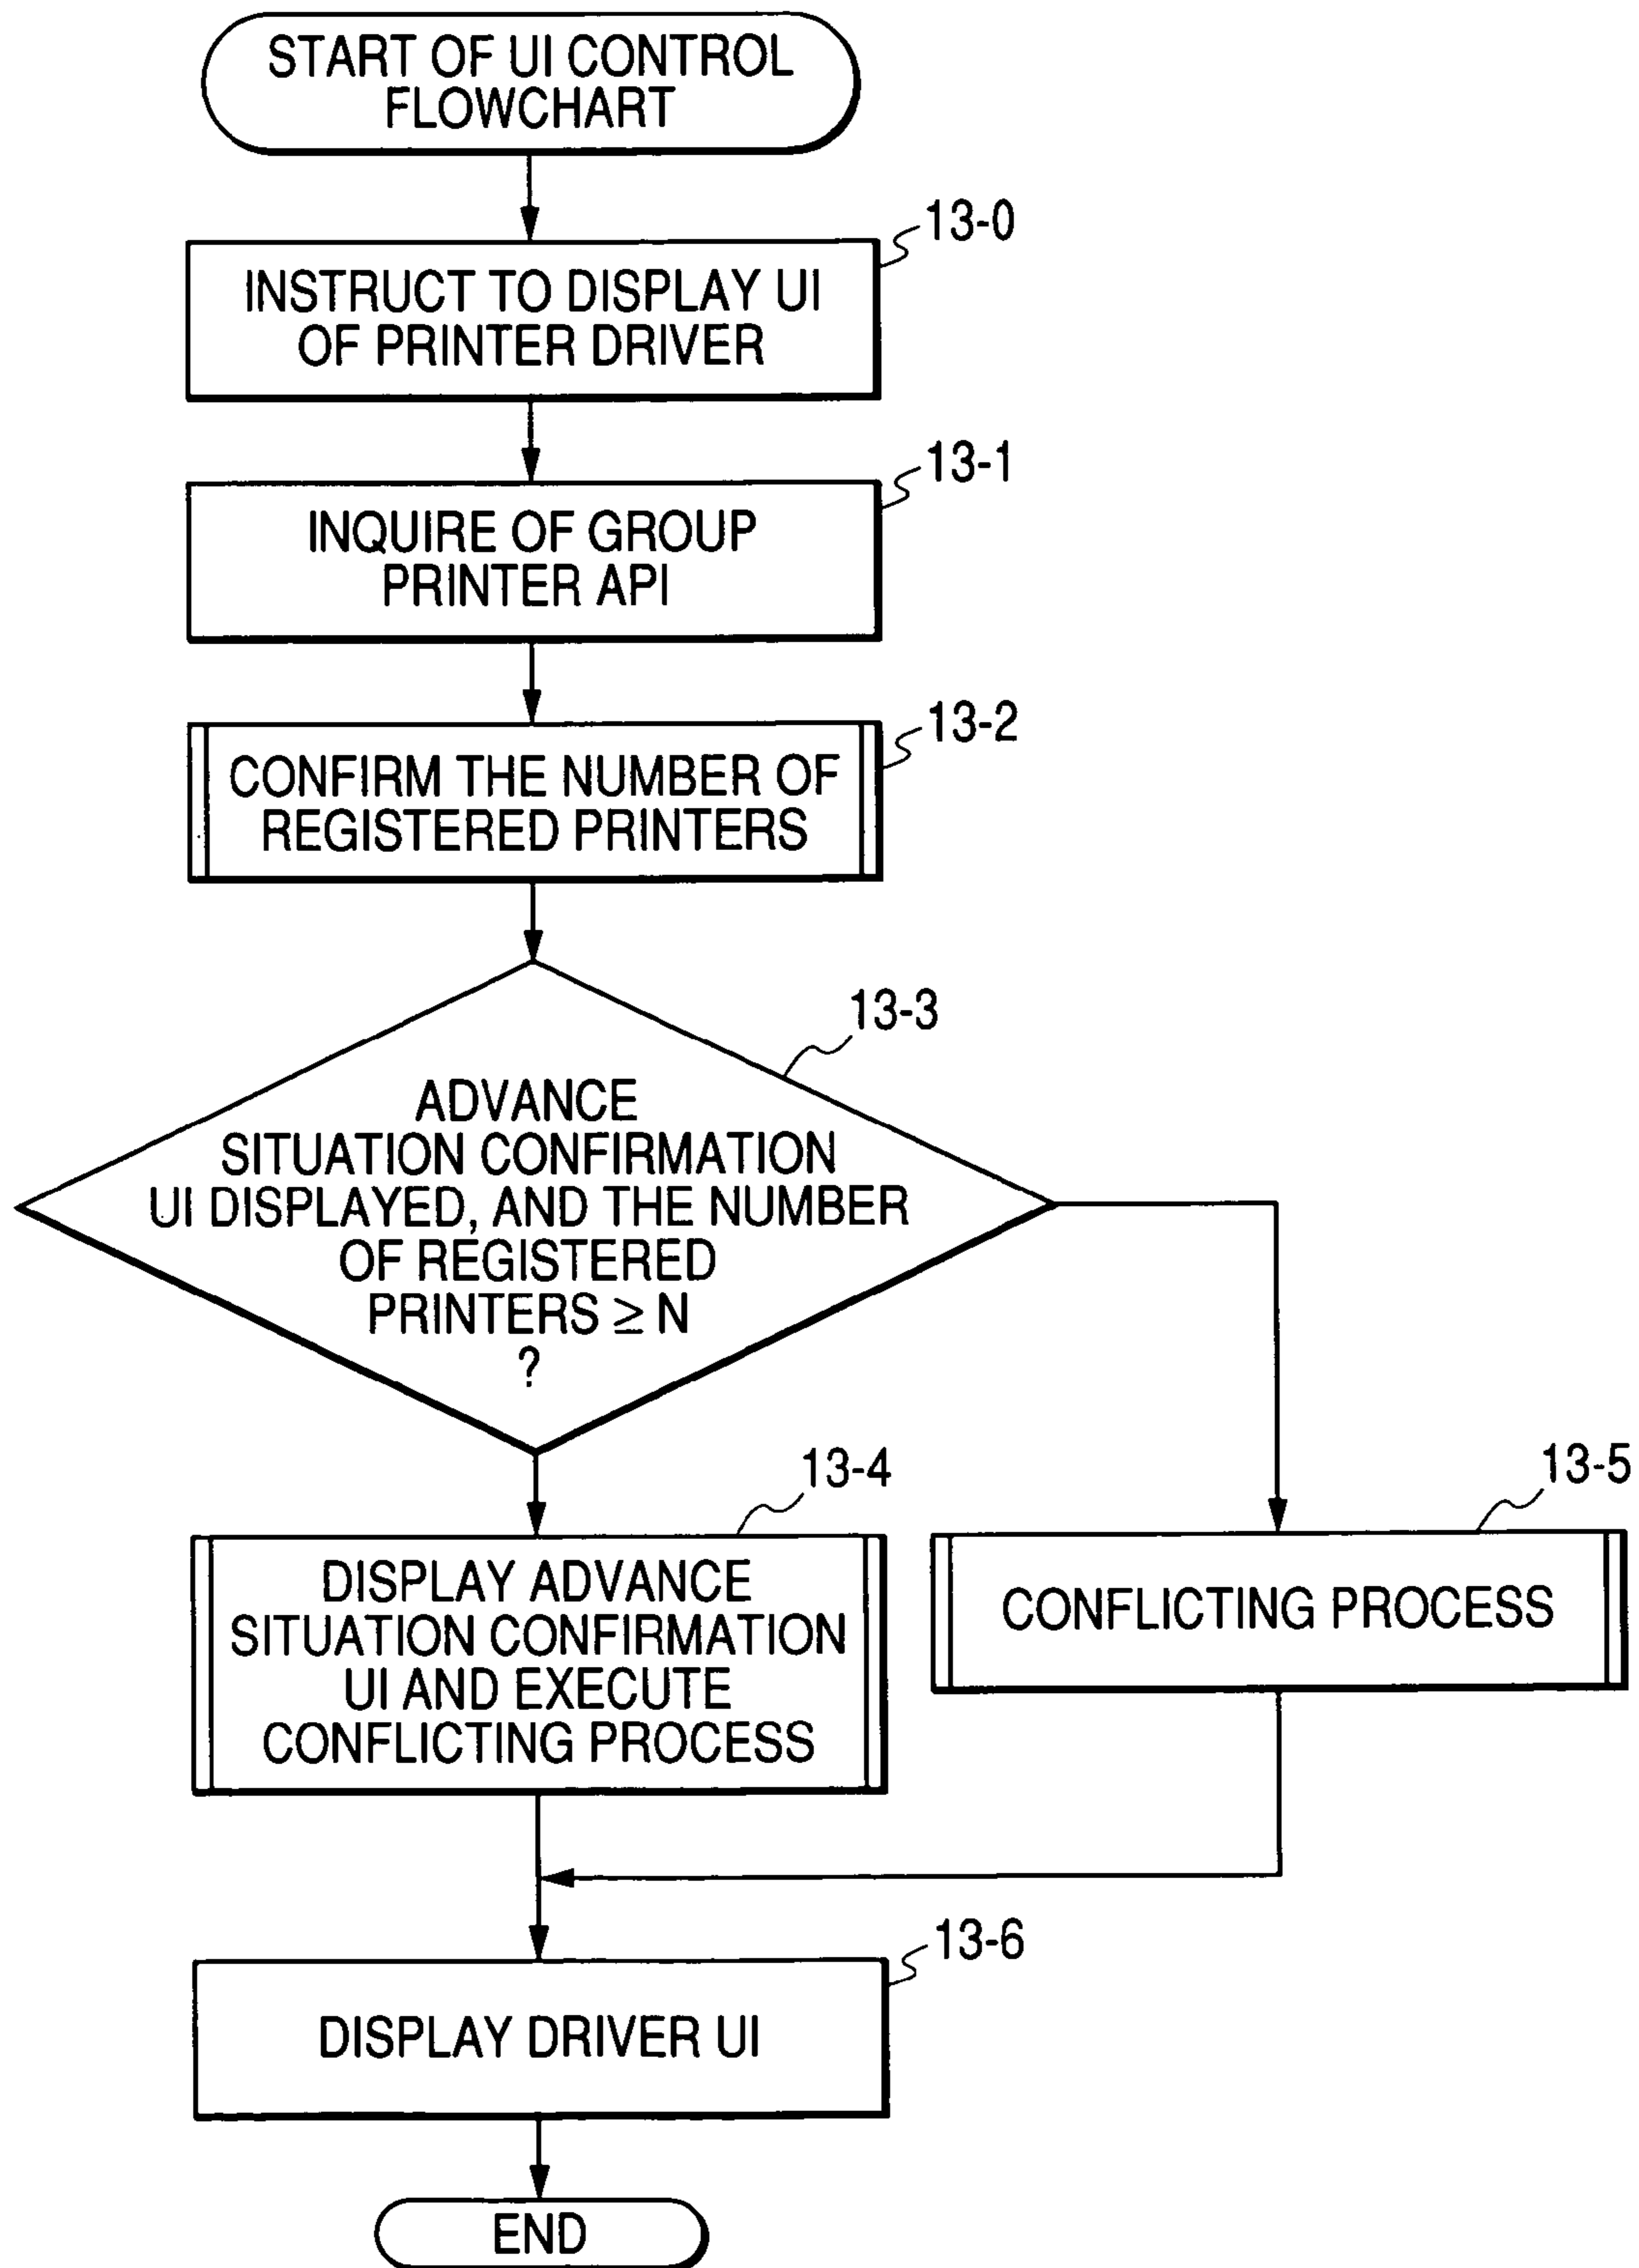 START OF UI CONTROL
FLOWCHART
13-0
INSTRUCT TO DISPLAY UI
OF PRINTER DRIVER
13-1
INQUIRE OF GROUP
PRINTER API
13-2
CONFIRM THE NUMBER OF
REGISTERED PRINTERS
13-3
ADVANCE
SITUATION CONFIRMATION
UI DISPLAYED, AND THE NUMBER
OF REGISTERED
PRINTERS ≥ N
?
13-4
DISPLAY ADVANCE
SITUATION CONFIRMATION
UI AND EXECUTE
CONFLICTING PROCESS
13-5
CONFLICTING PROCESS
13-6
DISPLAY DRIVER UI
END